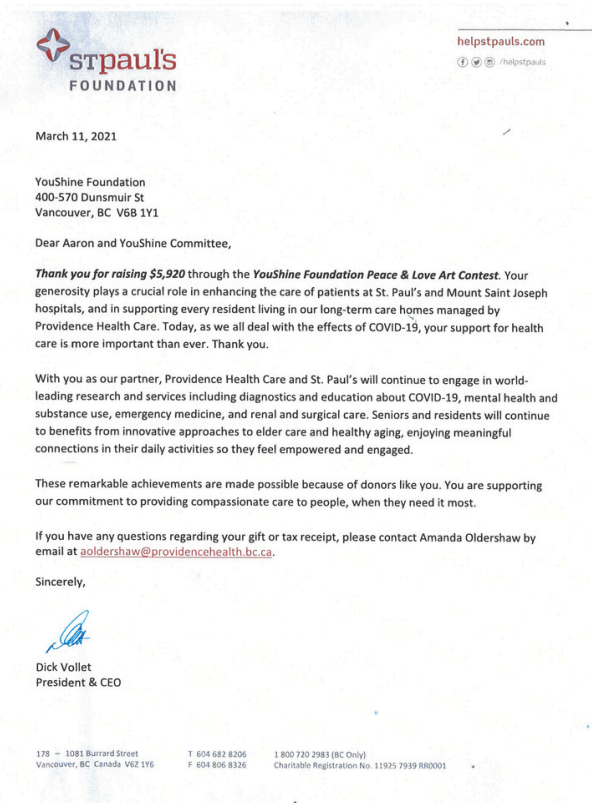 STPAUL'S
FOUNDATION
helpstpauls.com
/helpstpauls
March 11, 2021
YouShine Foundation
400-570 Dunsmuir St
Vancouver, BC V6B 1Y1
Dear Aaron and YouShine Committee,
Thank you for raising $5,920 through the YouShine Foundation Peace & Love Art Contest. Your
generosity plays a crucial role in enhancing the care of patients at St. Paul's and Mount Saint Joseph
hospitals, and in supporting every resident living in our long-term care homes managed by
Providence Health Care. Today, as we all deal with the effects of COVID-19, your support for health
care is more important than ever. Thank you.
With you as our partner, Providence Health Care and St. Paul's will continue to engage in world-
leading research and services including diagnostics and education about COVID-19, mental health and
substance use, emergency medicine, and renal and surgical care. Seniors and residents will continue
to benefits from innovative approaches to elder care and healthy aging, enjoying meaningful
connections in their daily activities so they feel empowered and engaged.
These remarkable achievements are made possible because of donors like you. You are supporting
our commitment to providing compassionate care to people, when they need it most.
If you have any questions regarding your gift or tax receipt, please contact Amanda Oldershaw by
email at aoldershaw@providencehealth.bc.ca.
Sincerely,
Dick Vollet
President & CEO
178 – 1081 Burrard Street T 604 682 8206 1 800 720 2983 (BC Only)
Vancouver, BC Canada V6Z 1Y6 F 604 806 8326 Charitable Registration No. 11925 7939 RR0001